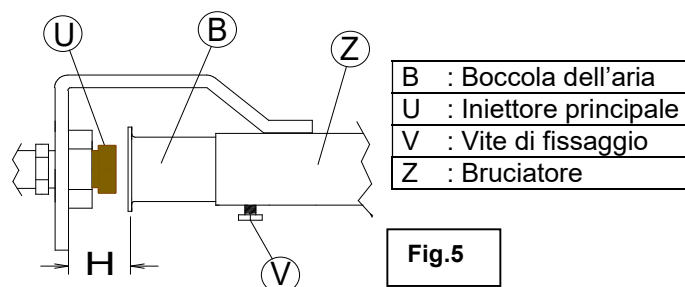 U
B
Z
H
V
B : Boccola dell’aria
U : Iniettore principale
V : Vite di fissaggio
Z : Bruciatore
Fig.5